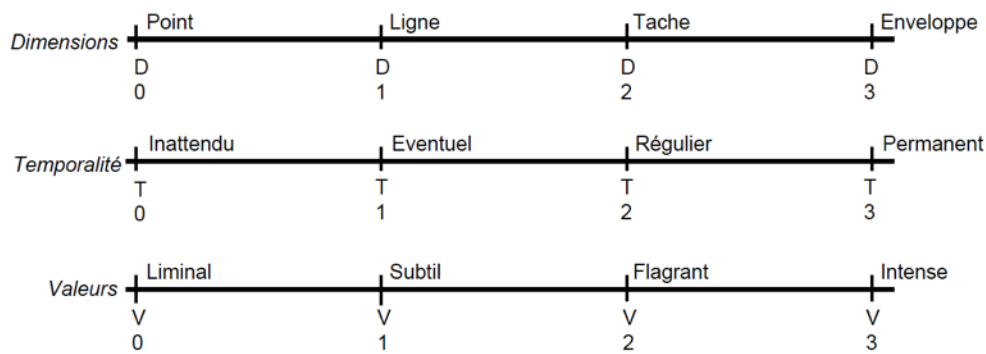 Point Ligne Tache Enveloppe
Dimensions
D D D D
0 1 2 3
Inattendu Eventuel Régulier Permanent
Temporalité
T T T T
0 1 2 3
Liminal Subtil Flagrant Intense
Valeurs
V V V V
0 1 2 3